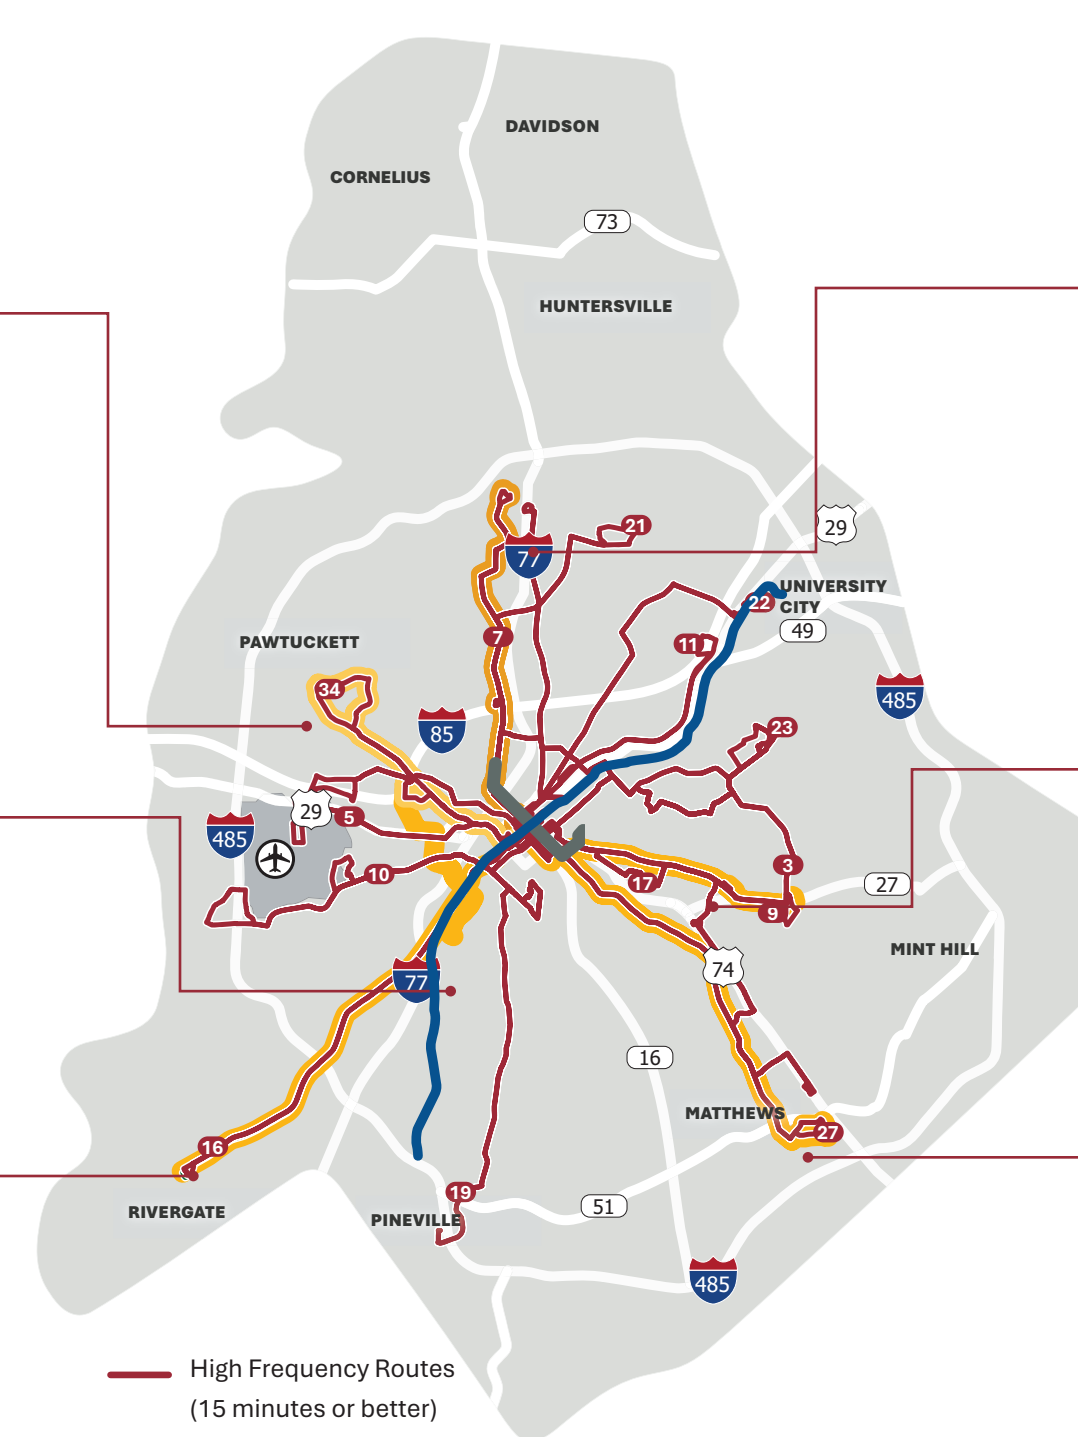 DAVIDSON
CORNELIUS
73
HUNTERSVILLE
21
29
77
UNIVERSITY
CITY
22
49
7
11
PAWTUCKETT
34
485
85
23
29
5
485
3
10
17
27
9
MINT HILL
74
77
16
MATTHEWS
27
16
19
51
RIVERGATE
PINEVILLE
485
High Frequency Routes
(15 minutes or better)